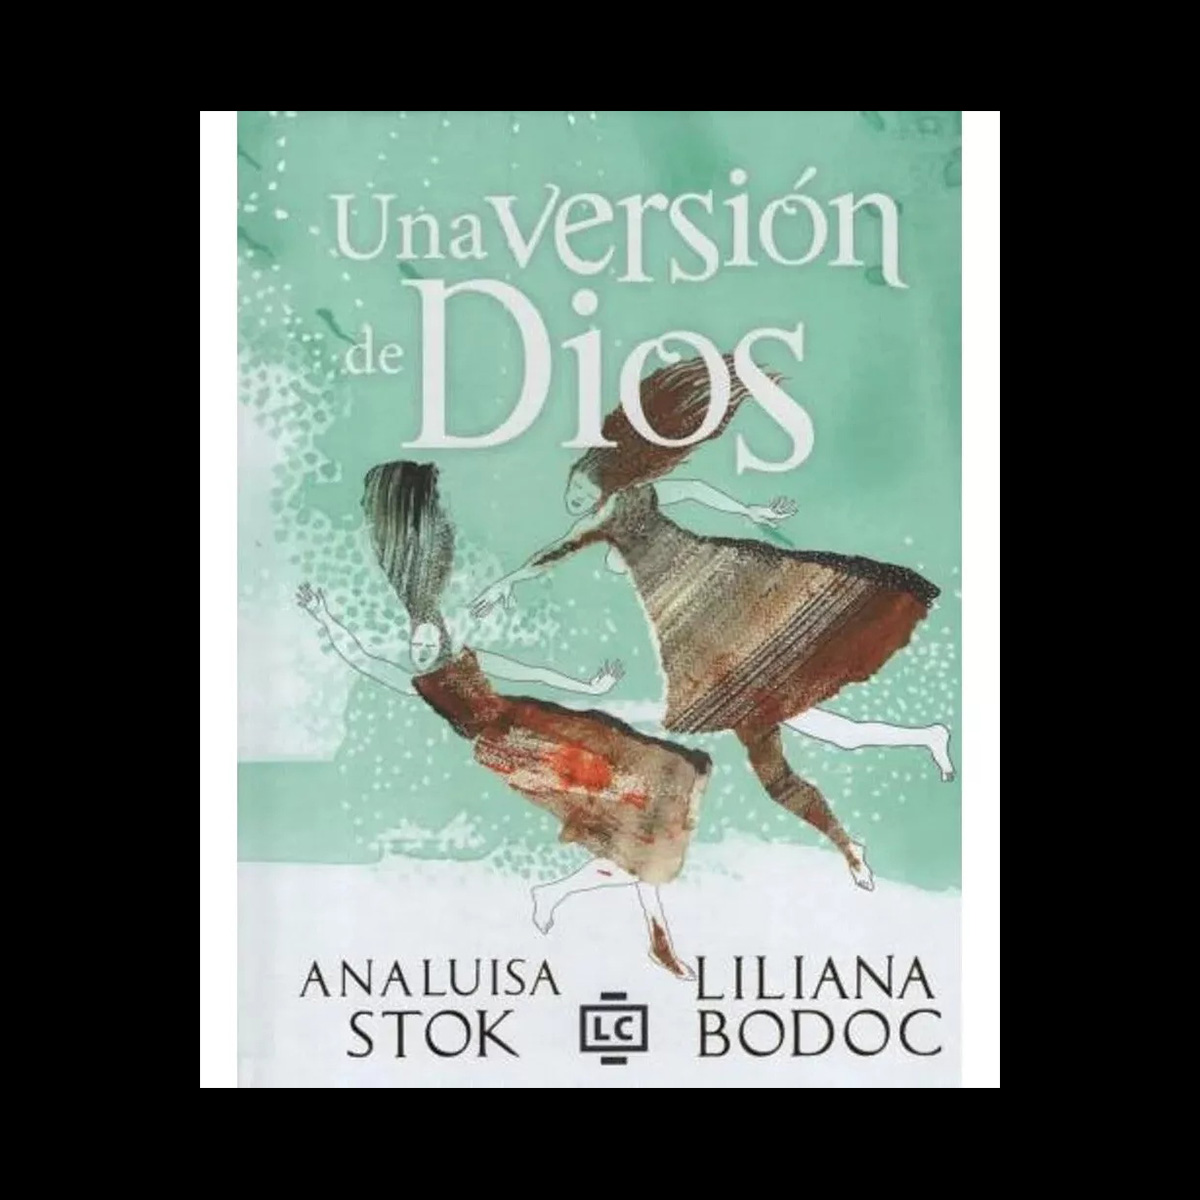 Una versión
de Dios
ANALUISA
STOK
LC
LILIANA
BODOC